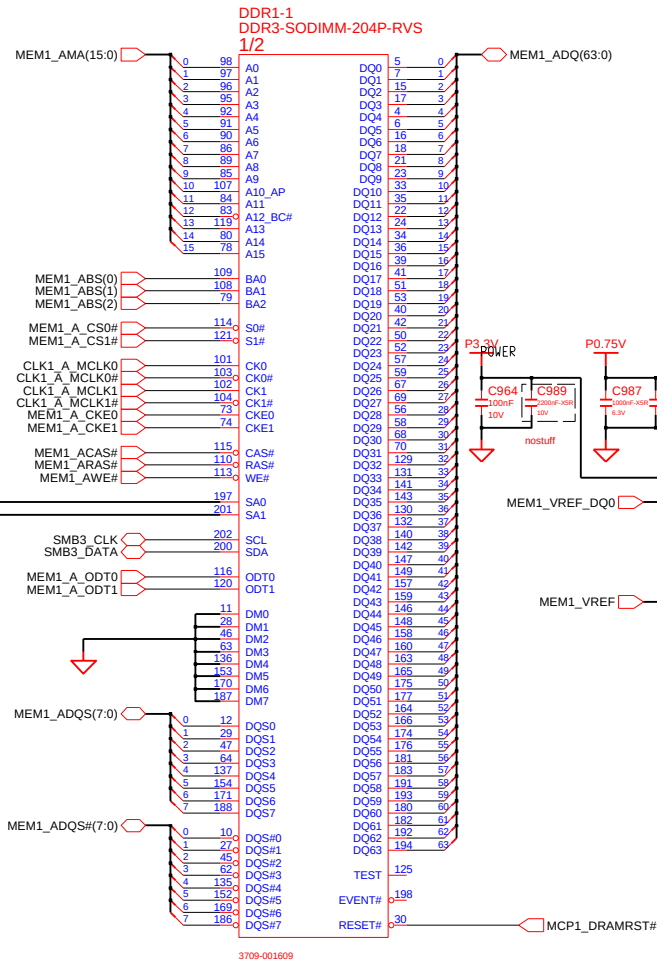 DDR1-1
DDR3-SODIMM-204P-RVS
1/2
MEM1_AMA(15:0)
MEM1_ADQ(63:0)
0 98 A0 DQ0 5 0
1 97 A1 DQ1 7 1
2 96 A2 DQ2 15 2
3 95 A3 DQ3 17 3
4 92 A4 DQ4 4 4
5 91 A5 DQ5 6 5
6 90 A6 DQ6 16 6
7 86 A7 DQ7 18 7
8 89 A8 DQ8 21 8
9 85 A9 DQ9 23 9
10 107 A10_AP DQ10 33 10
11 84 A11 DQ11 35 11
12 83 A12_BC# DQ12 22 12
13 119 A13 DQ13 24 13
14 80 A14 DQ14 34 14
15 78 A15 DQ15 36 15
DQ16 39 16
MEM1_ABS(0) 109 BA0 DQ17 41 17
MEM1_ABS(1) 108 BA1 DQ18 51 18
MEM1_ABS(2) 79 BA2 DQ19 53 19
DQ20 40 20
MEM1_A_CS0# 114 S0# DQ21 42 21
MEM1_A_CS1# 121 S1# DQ22 50 22
DQ23 52 23
CLK1_A_MCLK0 101 CK0 DQ24 57 24
CLK1_A_MCLK0# 103 CK0# DQ25 59 25
CLK1_A_MCLK1 102 CK1 DQ26 67 26
CLK1_A_MCLK1# 104 CK1# DQ27 69 27
MEM1_A_CKE0 73 CKE0 DQ28 56 28
MEM1_A_CKE1 74 CKE1 DQ29 58 29
DQ30 68 30
MEM1_ACAS# 115 CAS# DQ31 70 31
MEM1_ARAS# 110 RAS# DQ32 129 32
MEM1_AWE# 113 WE# DQ33 131 33
DQ34 141 34
197 SA0 DQ35 143 35
201 SA1 DQ36 130 36
DQ37 132 37
SMB3_CLK 202 SCL DQ38 140 38
SMB3_DATA 200 SDA DQ39 142 39
DQ40 147 40
MEM1_A_ODT0 116 ODT0 DQ41 149 41
MEM1_A_ODT1 120 ODT1 DQ42 157 42
DQ43 159 43
11 DM0 DQ44 146 44
28 DM1 DQ45 148 45
46 DM2 DQ46 158 46
63 DM3 DQ47 160 47
136 DM4 DQ48 163 48
153 DM5 DQ49 165 49
170 DM6 DQ50 175 50
187 DM7 DQ51 177 51
MEM1_ADQS(7:0)
DQ52 164 52
0 12 DQS0 DQ53 166 53
1 29 DQS1 DQ54 174 54
2 47 DQS2 DQ55 176 55
3 64 DQS3 DQ56 181 56
4 137 DQS4 DQ57 183 57
5 154 DQS5 DQ58 191 58
6 171 DQS6 DQ59 193 59
7 188 DQS7 DQ60 180 60
MEM1_ADQS#(7:0)
DQ61 182 61
0 10 DQS#0 DQ62 192 62
1 27 DQS#1 DQ63 194 63
2 45 DQS#2
3 62 DQS#3 TEST 125
4 135 DQS#4
5 152 DQS#5 EVENT# 198
6 169 DQS#6
7 186 DQS#7 RESET# 30 MCP1_DRAMRST#
3709-001609
P3.3V
POWER
P0.75V
C964
100nF
10V
C989
2200nF-X5R
10V
nostuff
C987
1000nF-X5R
6.3V
MEM1_VREF_DQ0
MEM1_VREF